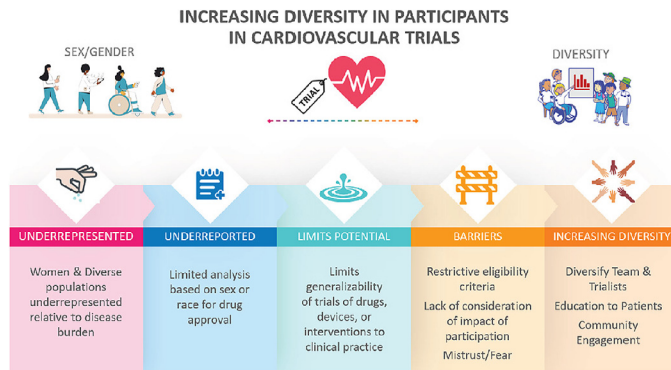 INCREASING DIVERSITY IN PARTICIPANTS
IN CARDIOVASCULAR TRIALS
SEX/GENDER
DIVERSITY
TRIAL
UNDERREPRESENTED
Women & Diverse
populations
underrepresented
relative to disease
burden
UNDERREPORTED
Limited analysis
based on sex or
race for drug
approval
LIMITS POTENTIAL
Limits
generalizability
of trials of drugs,
devices, or
interventions to
clinical practice
BARRIERS
Restrictive eligibility
criteria
Lack of consideration
of impact of
participation
Mistrust/Fear
INCREASING DIVERSITY
Diversify Team &
Trialists
Education to Patients
Community
Engagement